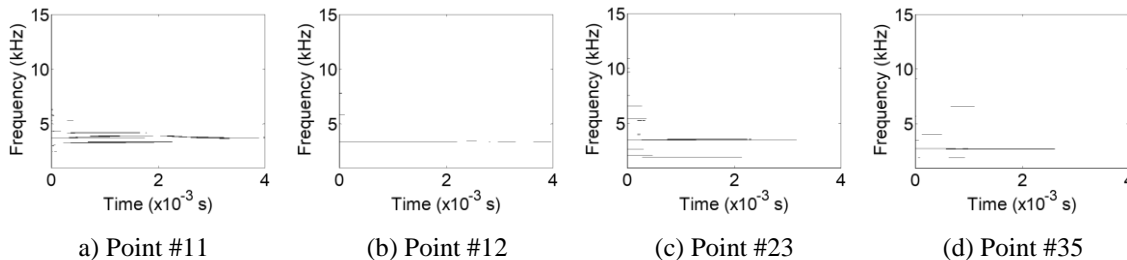 15
10
5
0 2 4
Frequency (kHz)
Time (x10⁻³ s)
a) Point #11
15
10
5
0 2 4
Frequency (kHz)
Time (x10⁻³ s)
(b) Point #12
15
10
5
0 2 4
Frequency (kHz)
Time (x10⁻³ s)
(c) Point #23
15
10
5
0 2 4
Frequency (kHz)
Time (x10⁻³ s)
(d) Point #35